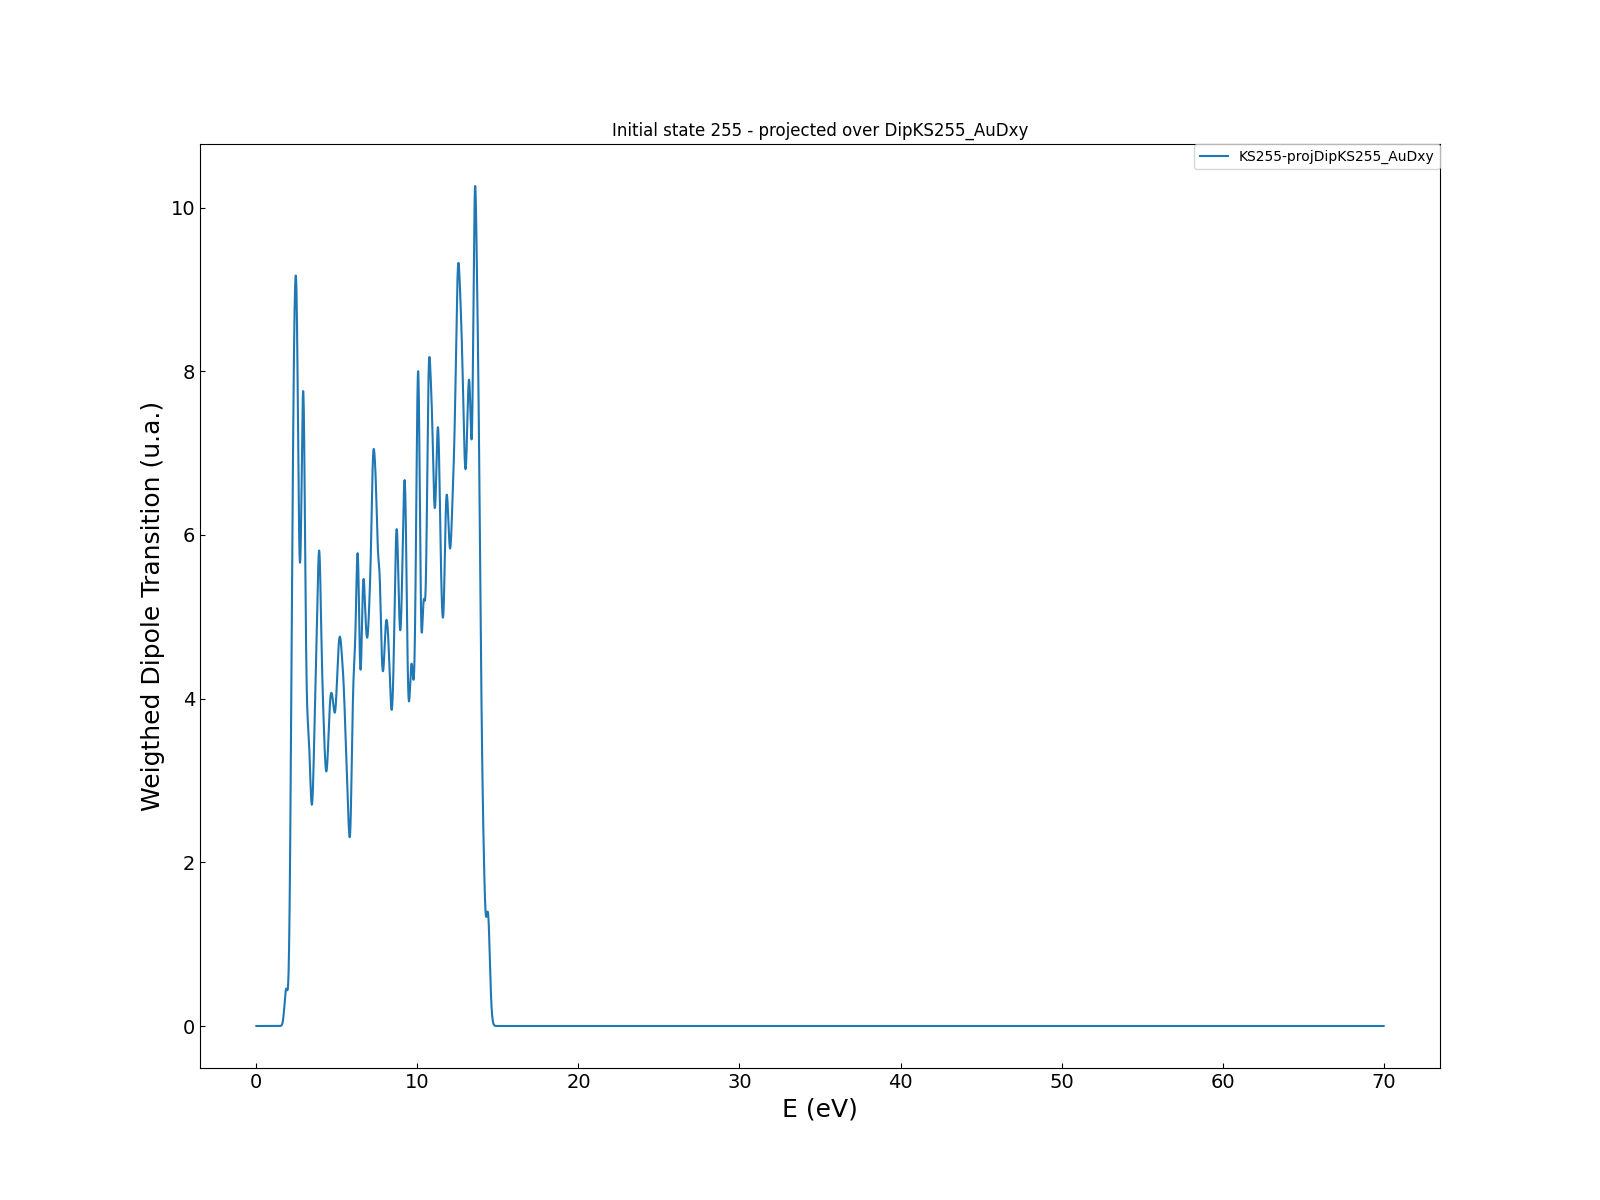 Initial state 255 - projected over DipKS255_AuDxy
KS255-projDipKS255_AuDxy
Weigthed Dipole Transition (u.a.)
10
8
6
4
2
0
0 10 20 30 40 50 60 70
E (eV)